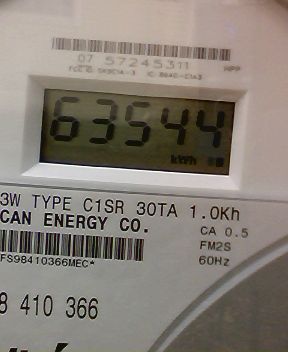 07 57245311
HPP
63544
kWh
3W TYPE C1SR 30TA 1.0Kh
CAN ENERGY CO.
CA 0.5
FM2S
60Hz
FS98410366MEC*
8 410 366